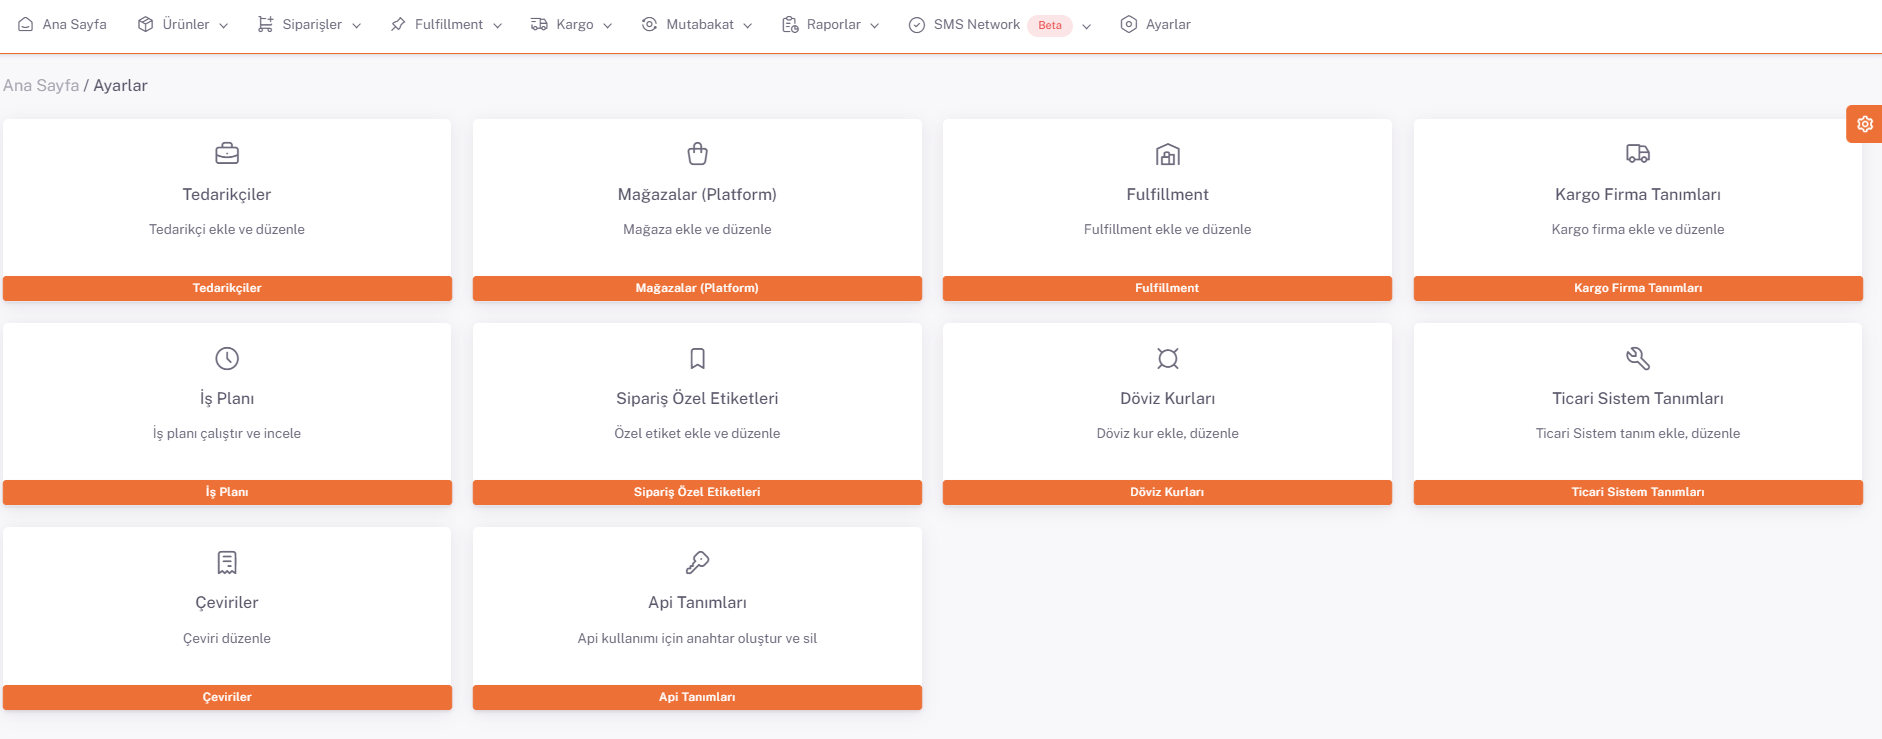 Ana Sayfa Ürünler Siparişler Fulfillment Kargo Mutabakat Raporlar SMS Network Beta Ayarlar
Ana Sayfa / Ayarlar
Tedarikçiler
Tedarikçi ekle ve düzenle
Tedarikçiler
Mağazalar (Platform)
Mağaza ekle ve düzenle
Mağazalar (Platform)
Fulfillment
Fulfillment ekle ve düzenle
Fulfillment
Kargo Firma Tanımları
Kargo firma ekle ve düzenle
Kargo Firma Tanımları
İş Planı
İş planı çalıştır ve incele
İş Planı
Sipariş Özel Etiketleri
Özel etiket ekle ve düzenle
Sipariş Özel Etiketleri
Döviz Kurları
Döviz kur ekle, düzenle
Döviz Kurları
Ticari Sistem Tanımları
Ticari Sistem tanım ekle, düzenle
Ticari Sistem Tanımları
Çeviriler
Çeviri düzenle
Çeviriler
Api Tanımları
Api kullanımı için anahtar oluştur ve sil
Api Tanımları